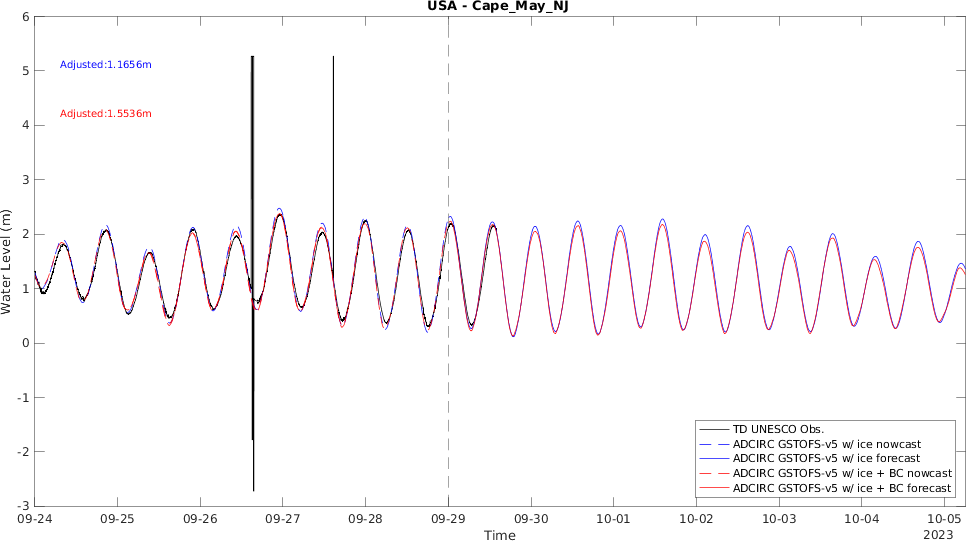 USA - Cape_May_NJ
6
5
4
3
2
1
0
-1
-2
-3
Water Level (m)
Adjusted:1.1656m
Adjusted:1.5536m
TD UNESCO Obs.
ADCIRC GSTOFS-v5 w/ ice nowcast
ADCIRC GSTOFS-v5 w/ ice forecast
ADCIRC GSTOFS-v5 w/ ice + BC nowcast
ADCIRC GSTOFS-v5 w/ ice + BC forecast
09-24 09-25 09-26 09-27 09-28 09-29 09-30 10-01 10-02 10-03 10-04 10-05
Time
2023